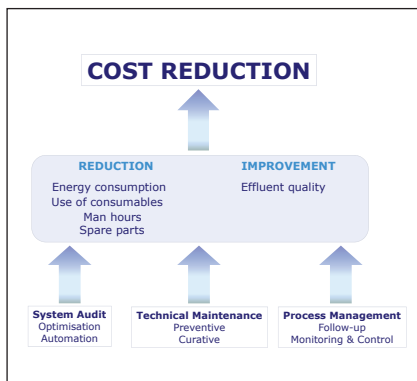 COST REDUCTION
REDUCTION
Energy consumption
Use of consumables
Man hours
Spare parts
IMPROVEMENT
Effluent quality
System Audit
Optimisation
Automation
Technical Maintenance
Preventive
Curative
Process Management
Follow-up
Monitoring & Control